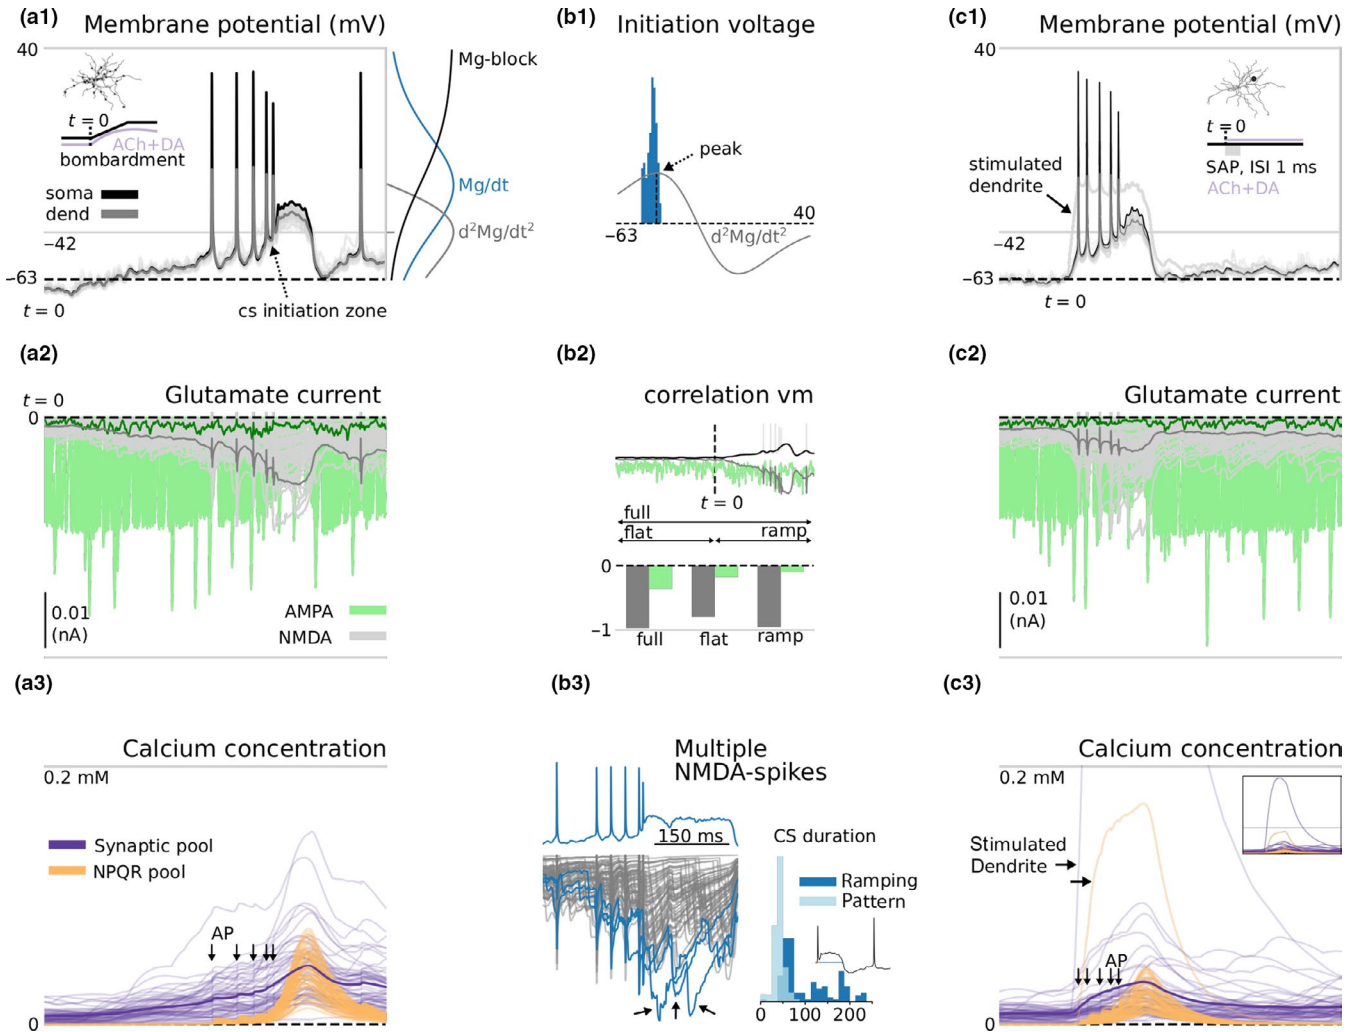 (a1)
Membrane potential (mV)
40
t = 0
ACh+DA
bombardment
soma
dend
−42
−63
t = 0
cs initiation zone
Mg-block
Mg/dt
d²Mg/dt²
(b1)
Initiation voltage
peak
40
−63
d²Mg/dt²
(c1)
Membrane potential (mV)
40
t = 0
stimulated
dendrite
SAP, ISI 1 ms
ACh+DA
−42
−63
t = 0
(a2)
Glutamate current
t = 0
0
0.01
(nA)
AMPA
NMDA
(b2)
correlation vm
t = 0
full
flat
ramp
0
−1
full
flat
ramp
(c2)
Glutamate current
0
0.01
(nA)
(a3)
Calcium concentration
0.2 mM
Synaptic pool
NPQR pool
AP
0
(b3)
Multiple
NMDA-spikes
150 ms
CS duration
Ramping
Pattern
0
100
200
(c3)
Calcium concentration
0.2 mM
Stimulated
Dendrite
AP
0